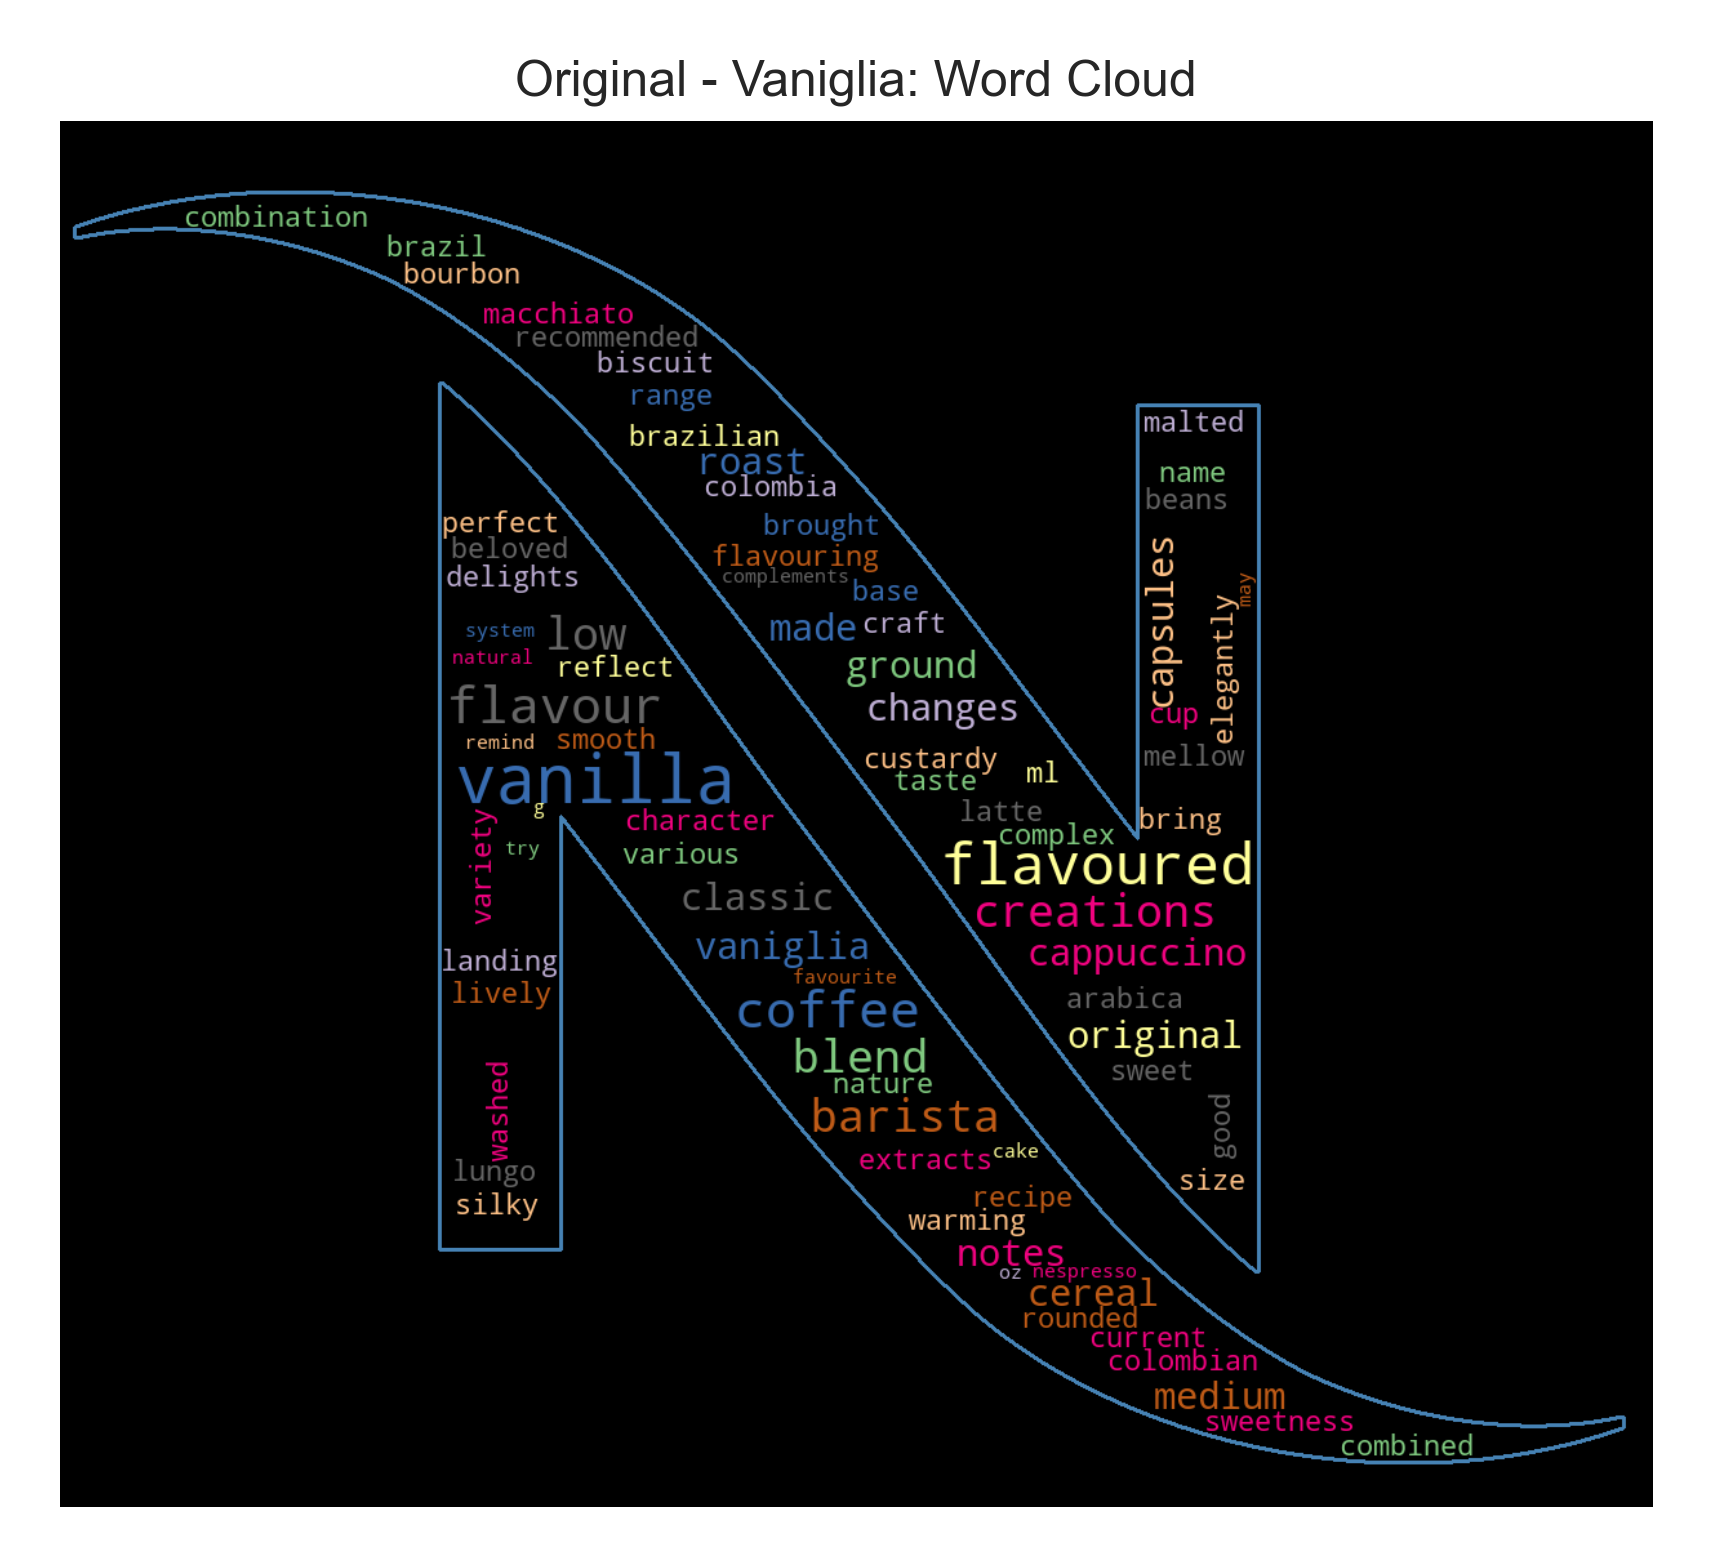 Original - Vaniglia: Word Cloud
combination
brazil
bourbon
macchiato
recommended
biscuit
range
brazilian
roast
colombia
brought
flavouring
complements
base
made
craft
ground
changes
custardy
taste
ml
latte
complex
flavoured
creations
cappuccino
arabica
original
sweet
good
size
malted
name
beans
capsules
may
elegantly
cup
mellow
bring
perfect
beloved
delights
system
low
natural
reflect
flavour
remind
smooth
vanilla
g
variety
try
character
various
classic
landing
lively
washed
lungo
silky
vaniglia
favourite
coffee
blend
nature
barista
extracts
cake
recipe
warming
notes
oz
nespresso
cereal
rounded
current
colombian
medium
sweetness
combined